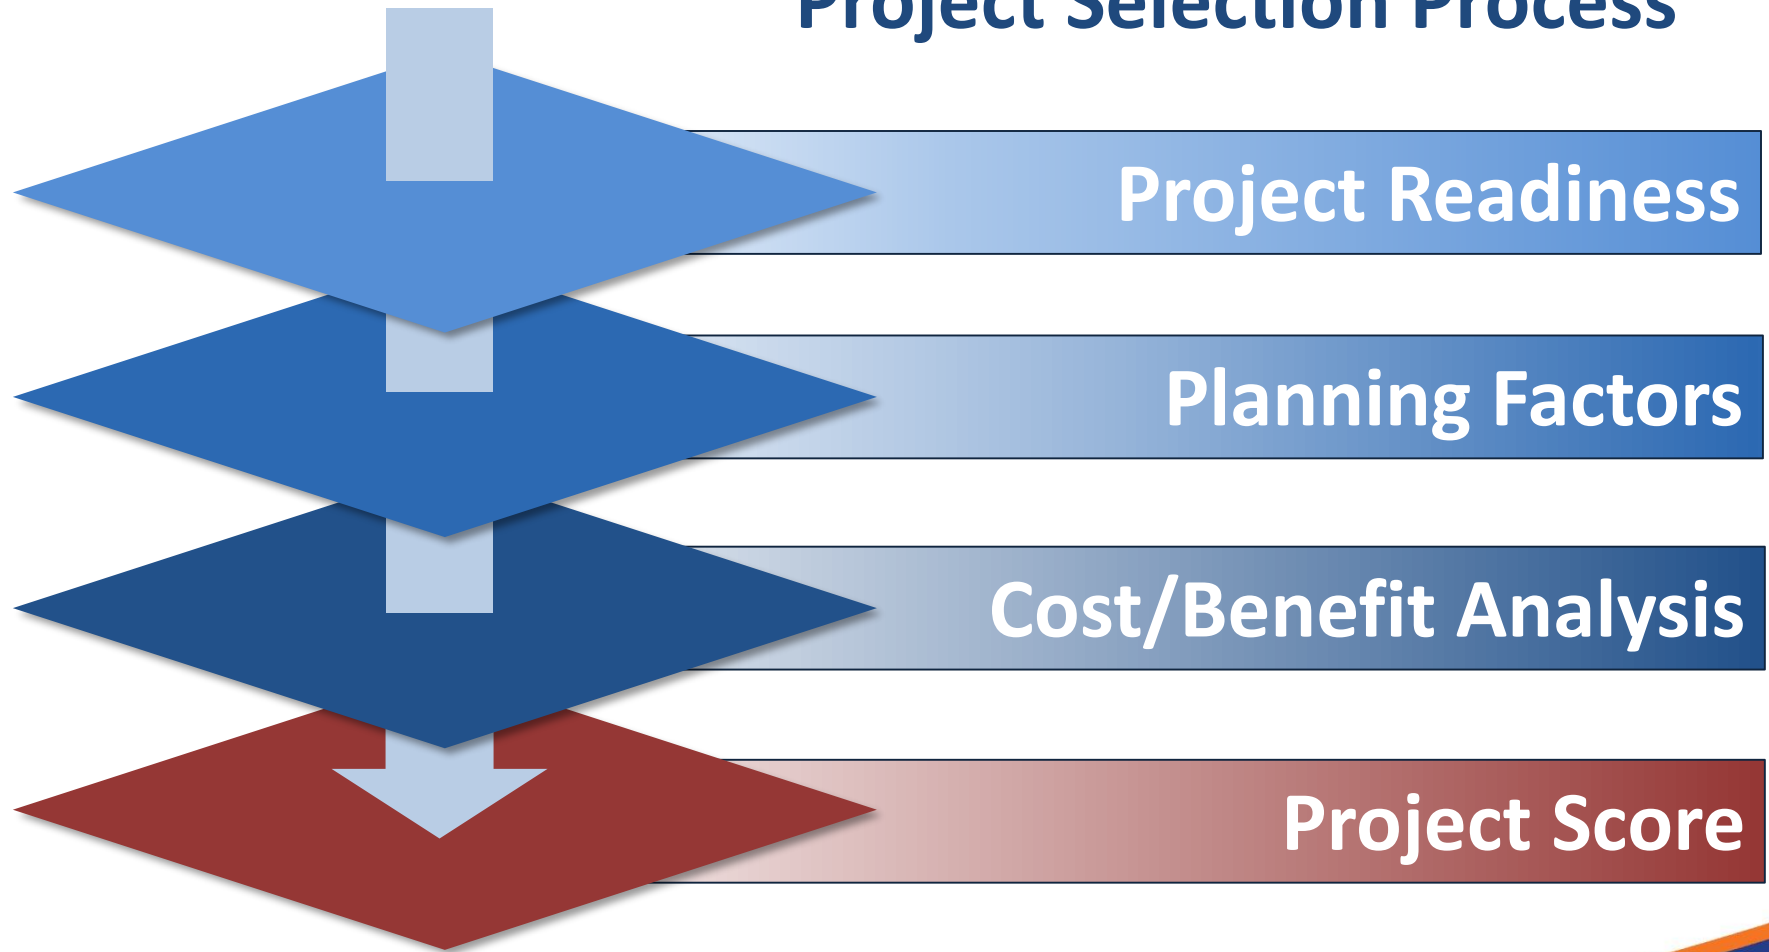 Project Selection Process
Project Readiness
Planning Factors
Cost/Benefit Analysis
Project Score